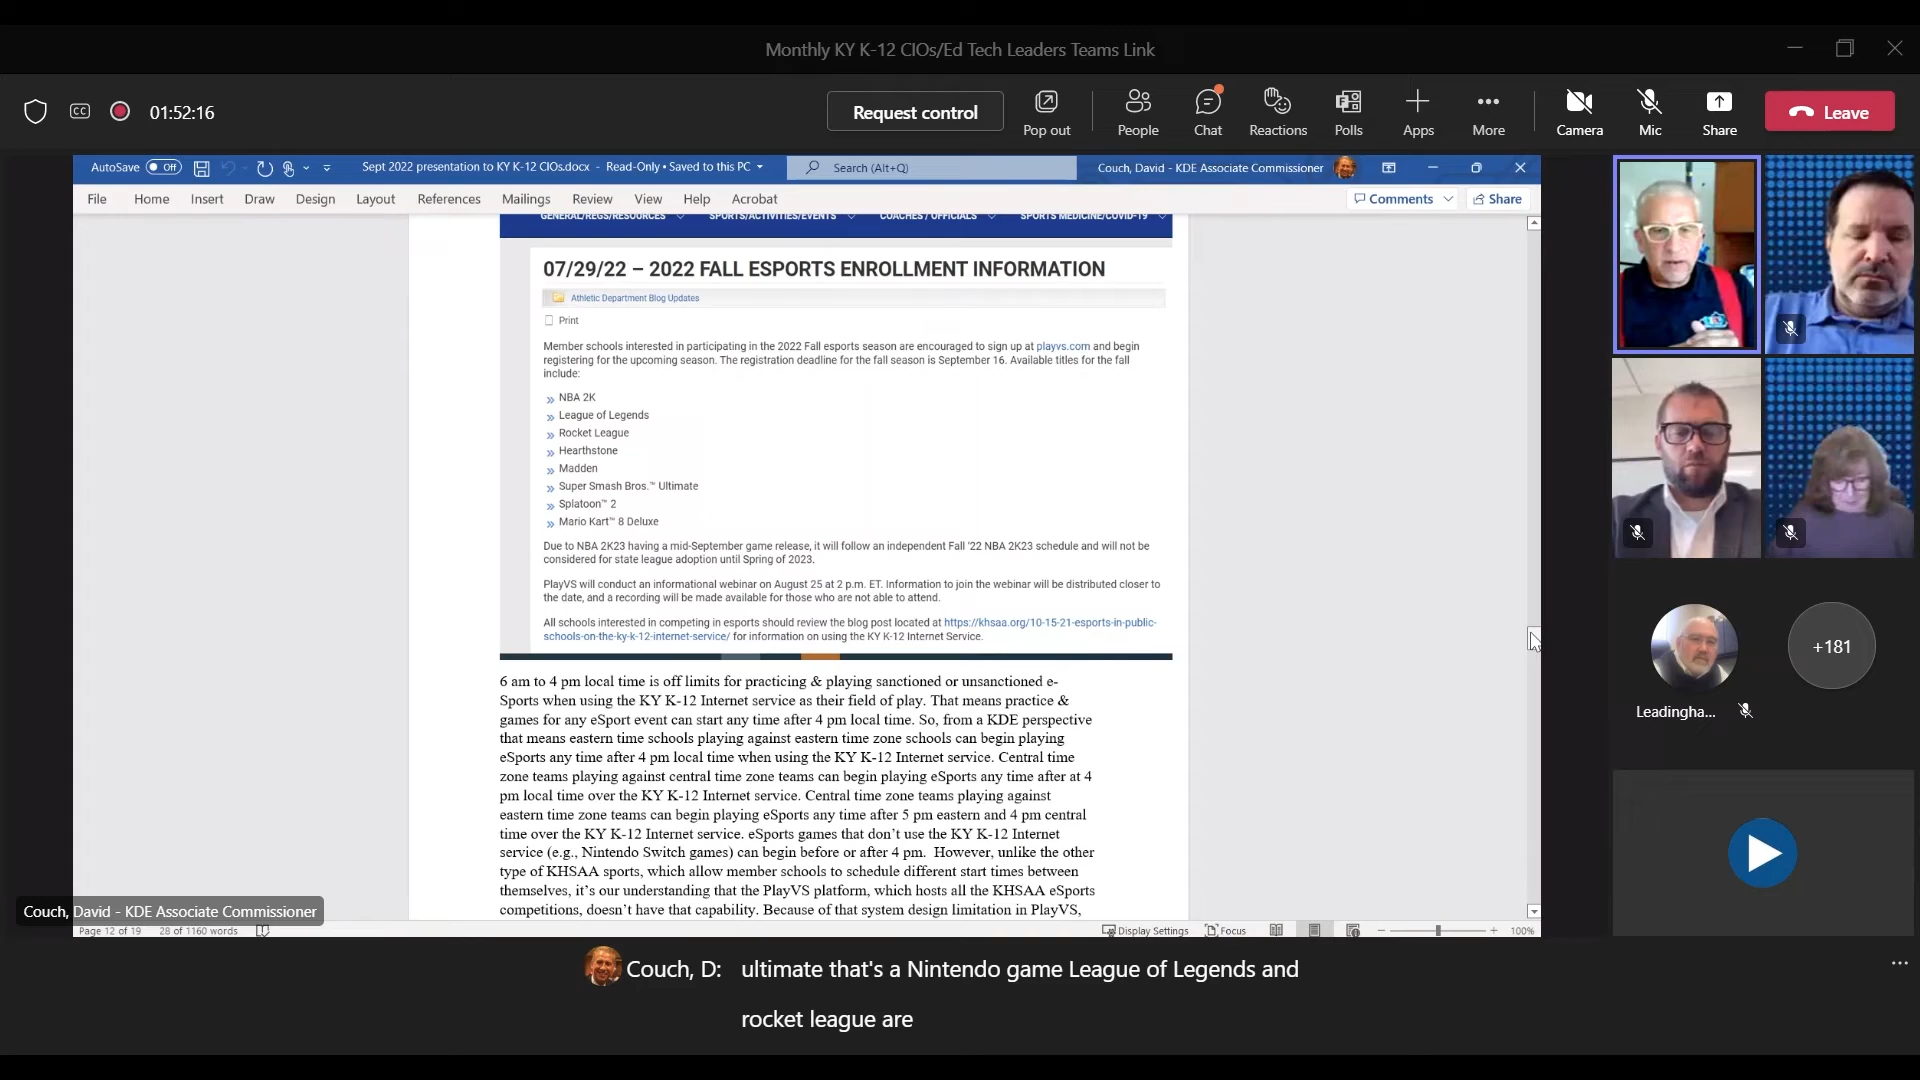 Monthly KY K-12 CIOs/Ed Tech Leaders Teams Link
CC
01:52:16
Request control
Pop out
People
Chat
Reactions
Polls
Apps
More
Camera
Mic
Share
Leave
AutoSave Off
Sept 2022 presentation to KY K-12 CIOs.docx - Read-Only • Saved to this PC
Search (Alt+Q)
Couch, David - KDE Associate Commissioner
File Home Insert Draw Design Layout References Mailings Review View Help Acrobat
Comments
Share
GENERAL/REGS/RESOURCES SPORTS/ACTIVITIES/EVENTS COACHES / OFFICIALS SPORTS MEDICINE/COVID-19
07/29/22 – 2022 FALL ESPORTS ENROLLMENT INFORMATION
Athletic Department Blog Updates
Print
Member schools interested in participating in the 2022 Fall esports season are encouraged to sign up at playvs.com and begin
registering for the upcoming season. The registration deadline for the fall season is September 16. Available titles for the fall
include:
» NBA 2K
» League of Legends
» Rocket League
» Hearthstone
» Madden
» Super Smash Bros.™ Ultimate
» Splatoon™ 2
» Mario Kart™ 8 Deluxe
Due to NBA 2K23 having a mid-September game release, it will follow an independent Fall '22 NBA 2K23 schedule and will not be
considered for state league adoption until Spring of 2023.
PlayVS will conduct an informational webinar on August 25 at 2 p.m. ET. Information to join the webinar will be distributed closer to
the date, and a recording will be made available for those who are not able to attend.
All schools interested in competing in esports should review the blog post located at https://khsaa.org/10-15-21-esports-in-public-
schools-on-the-ky-k-12-internet-service/ for information on using the KY K-12 Internet Service.
6 am to 4 pm local time is off limits for practicing & playing sanctioned or unsanctioned e-
Sports when using the KY K-12 Internet service as their field of play. That means practice &
games for any eSport event can start any time after 4 pm local time. So, from a KDE perspective
that means eastern time schools playing against eastern time zone schools can begin playing
eSports any time after 4 pm local time when using the KY K-12 Internet service. Central time
zone teams playing against central time zone teams can begin playing eSports any time after at 4
pm local time over the KY K-12 Internet service. Central time zone teams playing against
eastern time zone teams can begin playing eSports any time after 5 pm eastern and 4 pm central
time over the KY K-12 Internet service. eSports games that don't use the KY K-12 Internet
service (e.g., Nintendo Switch games) can begin before or after 4 pm. However, unlike the other
type of KHSAA sports, which allow member schools to schedule different start times between
themselves, it's our understanding that the PlayVS platform, which hosts all the KHSAA eSports
competitions, doesn't have that capability. Because of that system design limitation in PlayVS,
Couch, David - KDE Associate Commissioner
Page 12 of 19 28 of 1160 words
Display Settings Focus 100%
Leadingha...
+181
Couch, D: ultimate that's a Nintendo game League of Legends and
rocket league are